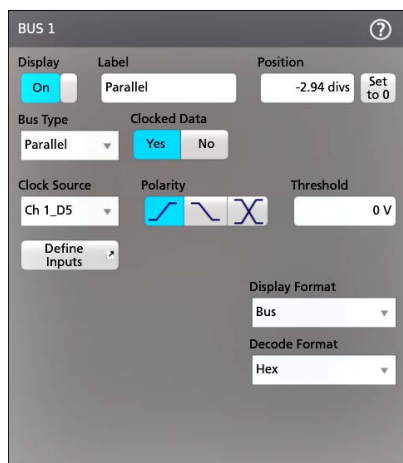 BUS 1
?
Display Label Position
On Parallel -2.94 divs Set to 0
Bus Type Clocked Data
Parallel Yes No
Clock Source Polarity Threshold
Ch 1_D5 0 V
Define
Inputs
Display Format
Bus
Decode Format
Hex